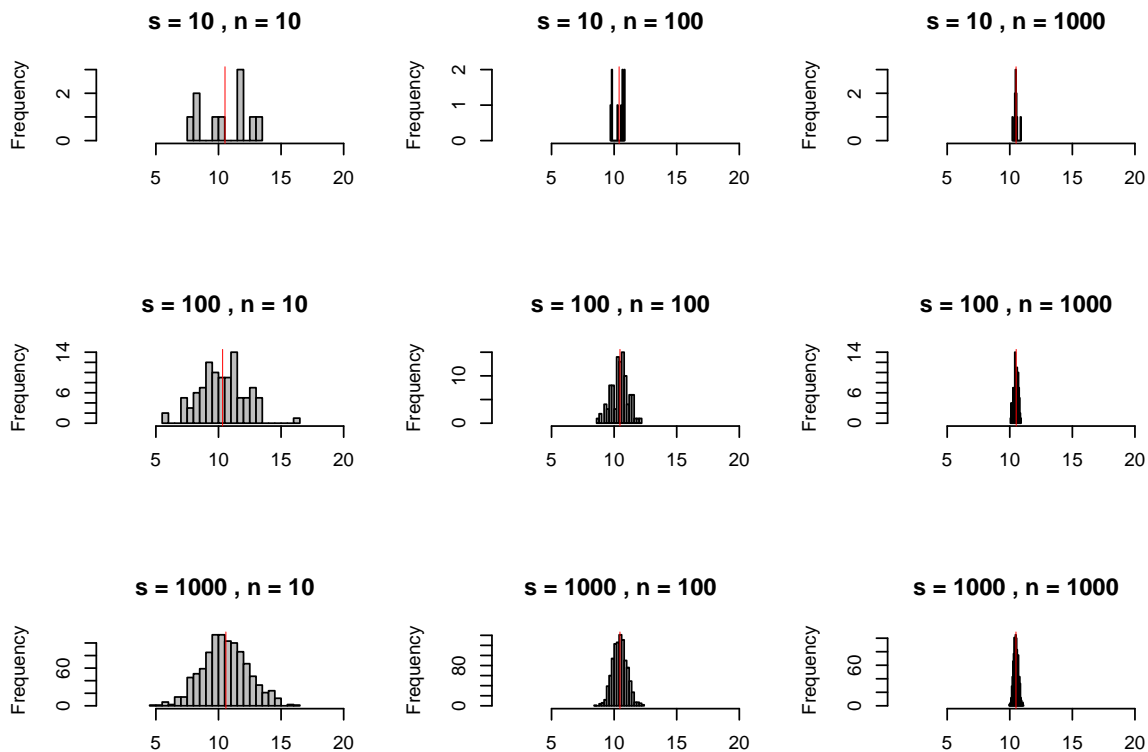 s = 10 , n = 10
Frequency
0 2
5 10 15 20
s = 10 , n = 100
Frequency
0 1 2
5 10 15 20
s = 10 , n = 1000
Frequency
0 2
5 10 15 20
s = 100 , n = 10
Frequency
0 6 14
5 10 15 20
s = 100 , n = 100
Frequency
0 10
5 10 15 20
s = 100 , n = 1000
Frequency
0 6 14
5 10 15 20
s = 1000 , n = 10
Frequency
0 60
5 10 15 20
s = 1000 , n = 100
Frequency
0 80
5 10 15 20
s = 1000 , n = 1000
Frequency
0 60
5 10 15 20